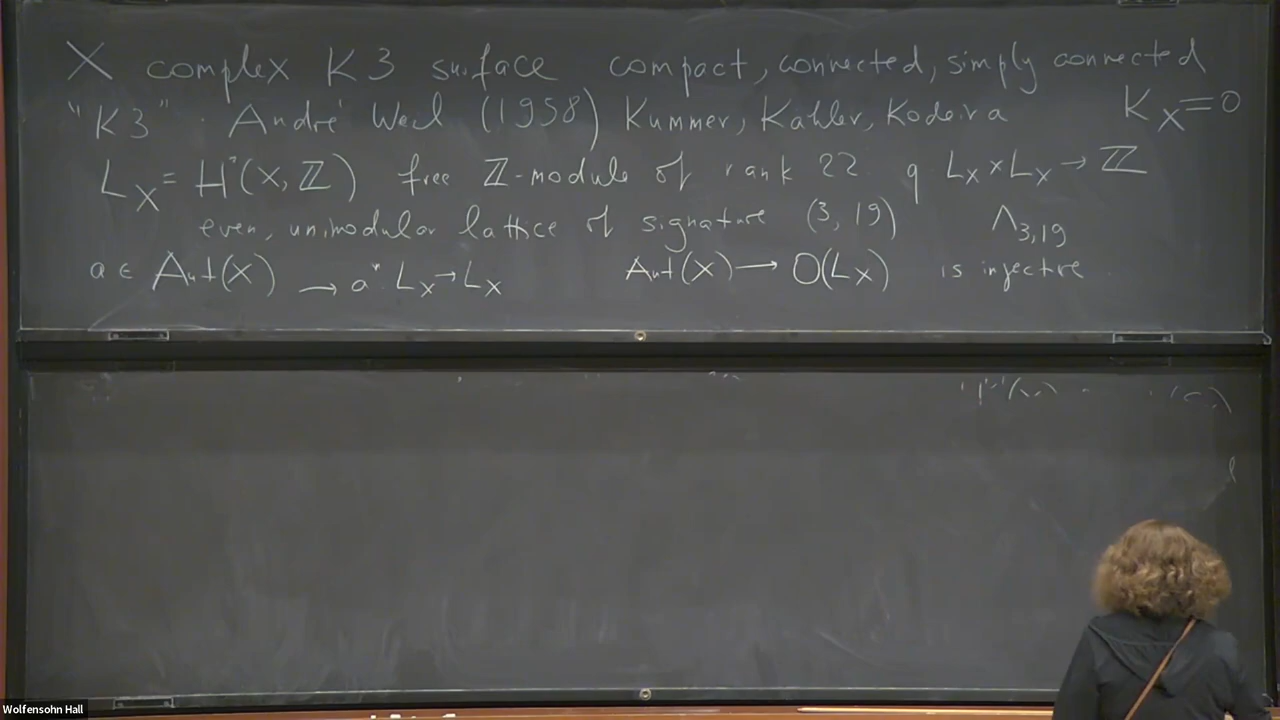 X complex K3 surface compact, connected, simply connected
"K3" . André Weil (1958) Kummer, Kähler, Kodaira K_X = 0
L_X = H²(X, ℤ) free ℤ-module of rank 22 q L_X × L_X → ℤ
even, unimodular lattice of signature (3, 19) Λ_{3,19}
a ∈ Aut(X) → a* L_X → L_X Aut(X) → O(L_X) is injective
Wolfensohn Hall